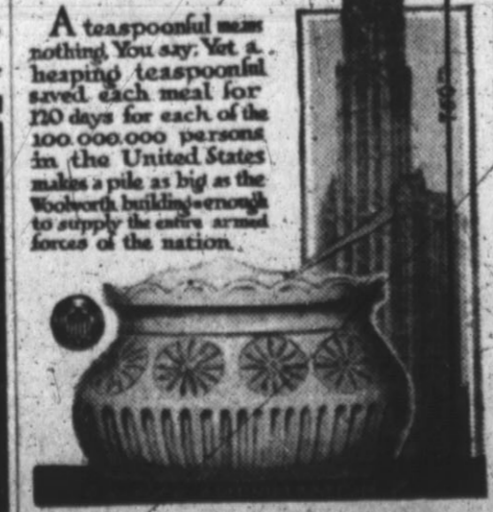 A teaspoonful means
nothing, You say; Yet a
heaping teaspoonful
saved each meal for
120 days for each of the
100.000.000 persons
in the United States
makes a pile as big as the
Woolworth building-enough
to supply the entire armed
forces of the nation.